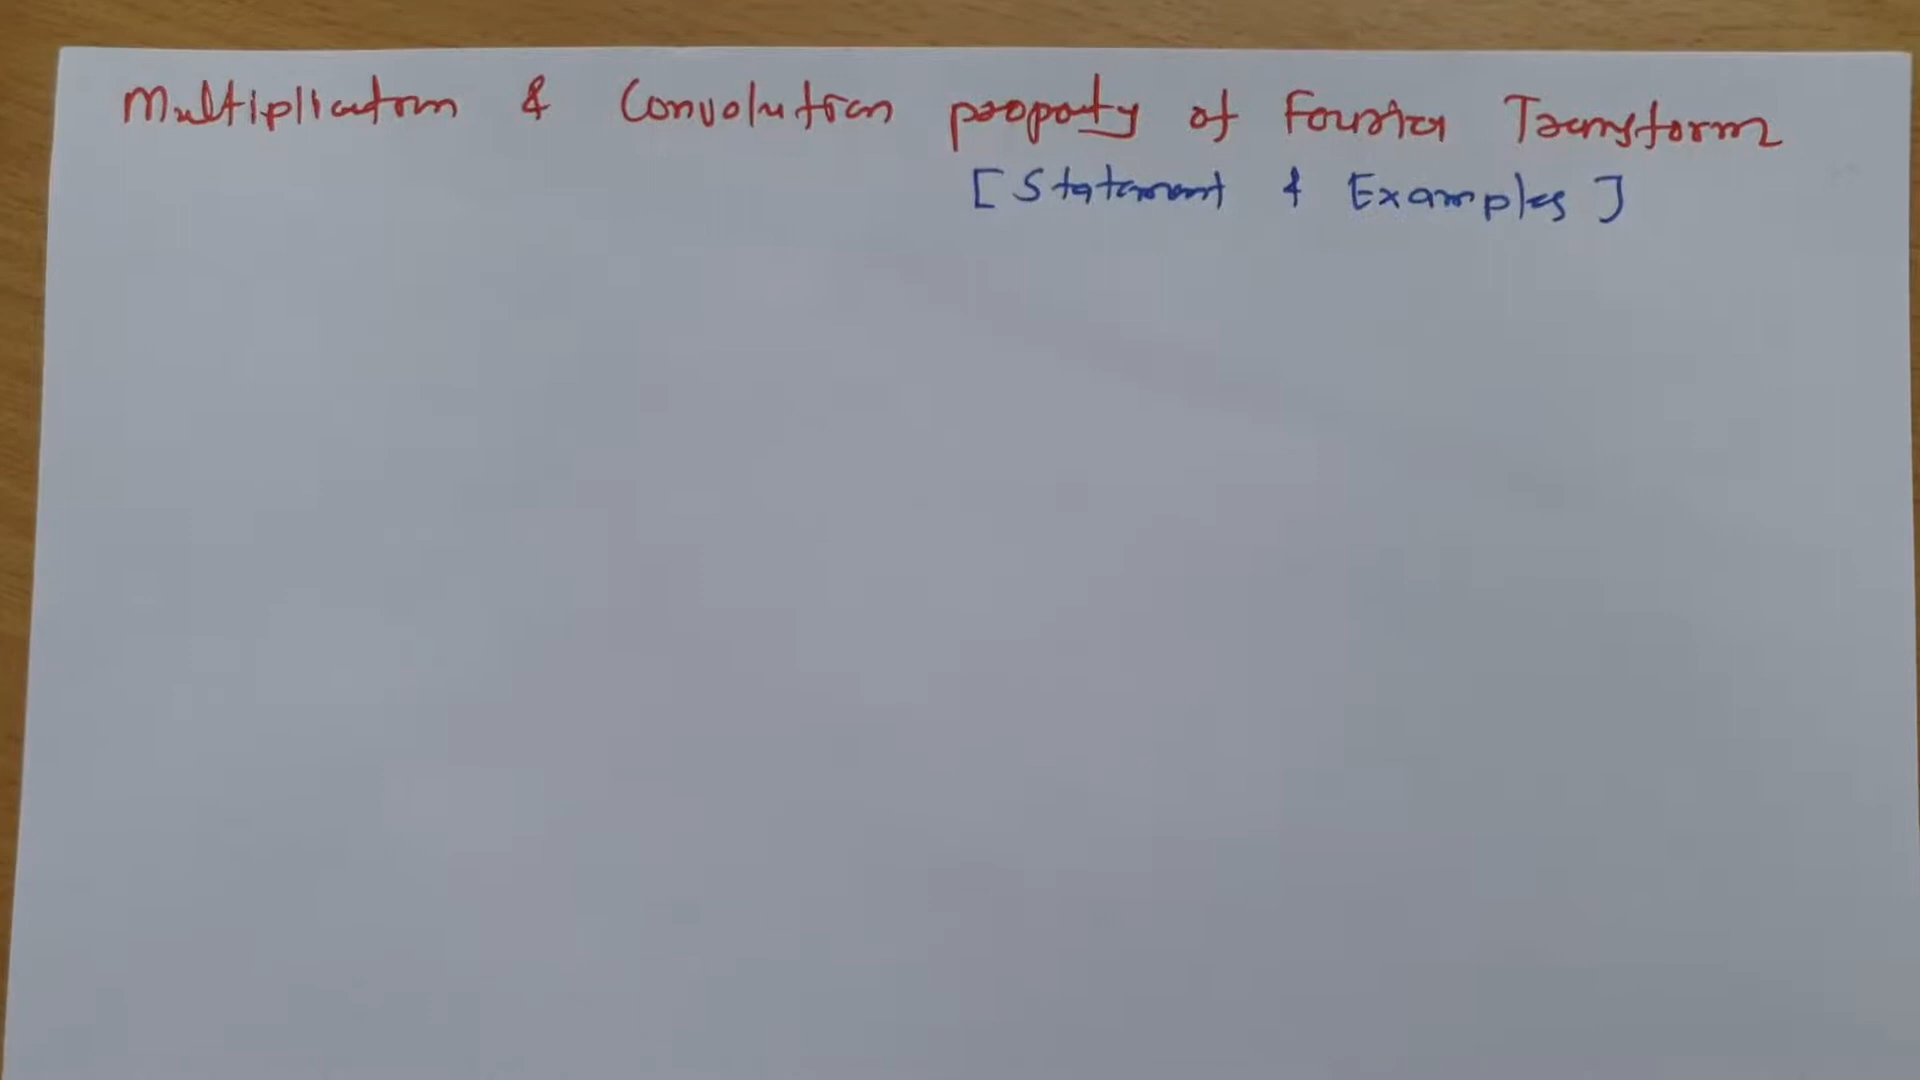 Multiplication & Convolution property of Fourier Transform
[Statement & Examples]